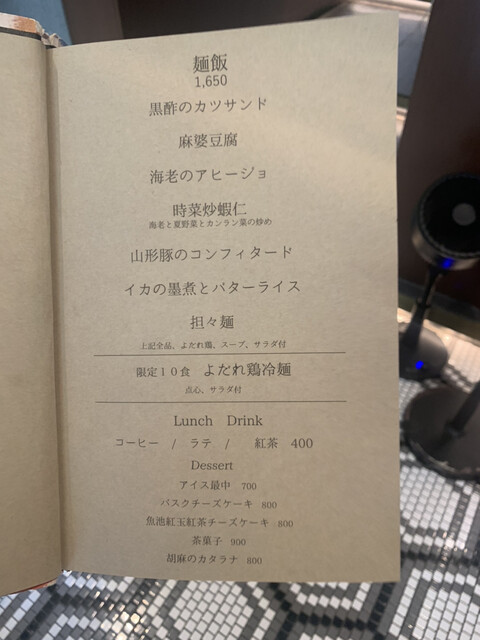 麺飯
1,650
黒酢のカツサンド
麻婆豆腐
海老のアヒージョ
時菜炒蝦仁
海老と夏野菜とカンラン菜の炒め
山形豚のコンフィタード
イカの墨煮とバターライス
担々麺
上記全品、よだれ鶏、スープ、サラダ付
限定10食 よだれ鶏冷麺
点心、サラダ付
Lunch Drink
コーヒー / ラテ / 紅茶 400
Dessert
アイス最中 700
バスクチーズケーキ 800
魚池紅玉紅茶チーズケーキ 800
茶菓子 900
胡麻のカタラナ 800